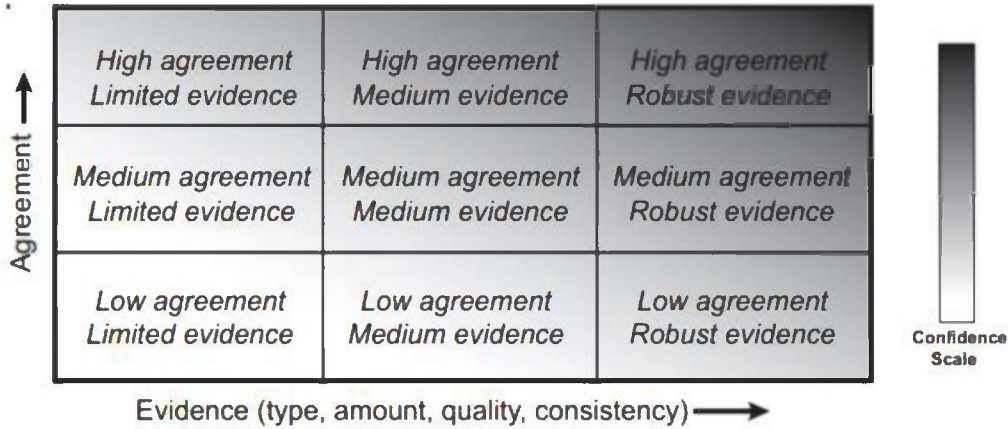 High agreement
Limited evidence
High agreement
Medium evidence
High agreement
Robust evidence
Medium agreement
Limited evidence
Medium agreement
Medium evidence
Medium agreement
Robust evidence
Low agreement
Limited evidence
Low agreement
Medium evidence
Low agreement
Robust evidence
Agreement
Evidence (type, amount, quality, consistency)
Confidence
Scale